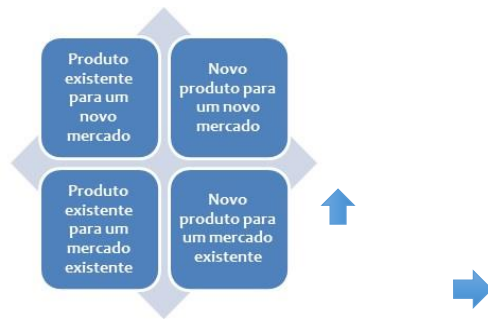 Produto
existente
para um
novo
mercado
Novo
produto para
um novo
mercado
Produto
existente
para um
mercado
existente
Novo
produto para
um mercado
existente